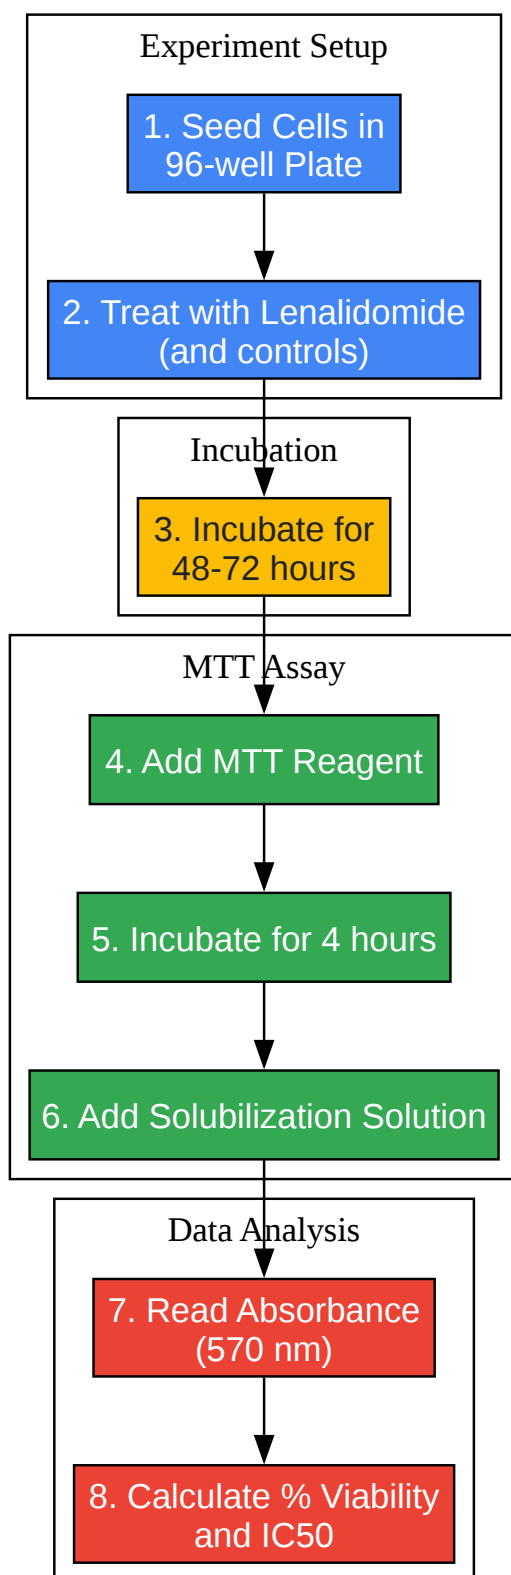 Experiment Setup
1. Seed Cells in
96-well Plate
2. Treat with Lenalidomide
(and controls)
Incubation
3. Incubate for
48-72 hours
MTT Assay
4. Add MTT Reagent
5. Incubate for 4 hours
6. Add Solubilization Solution
Data Analysis
7. Read Absorbance
(570 nm)
8. Calculate % Viability
and IC50